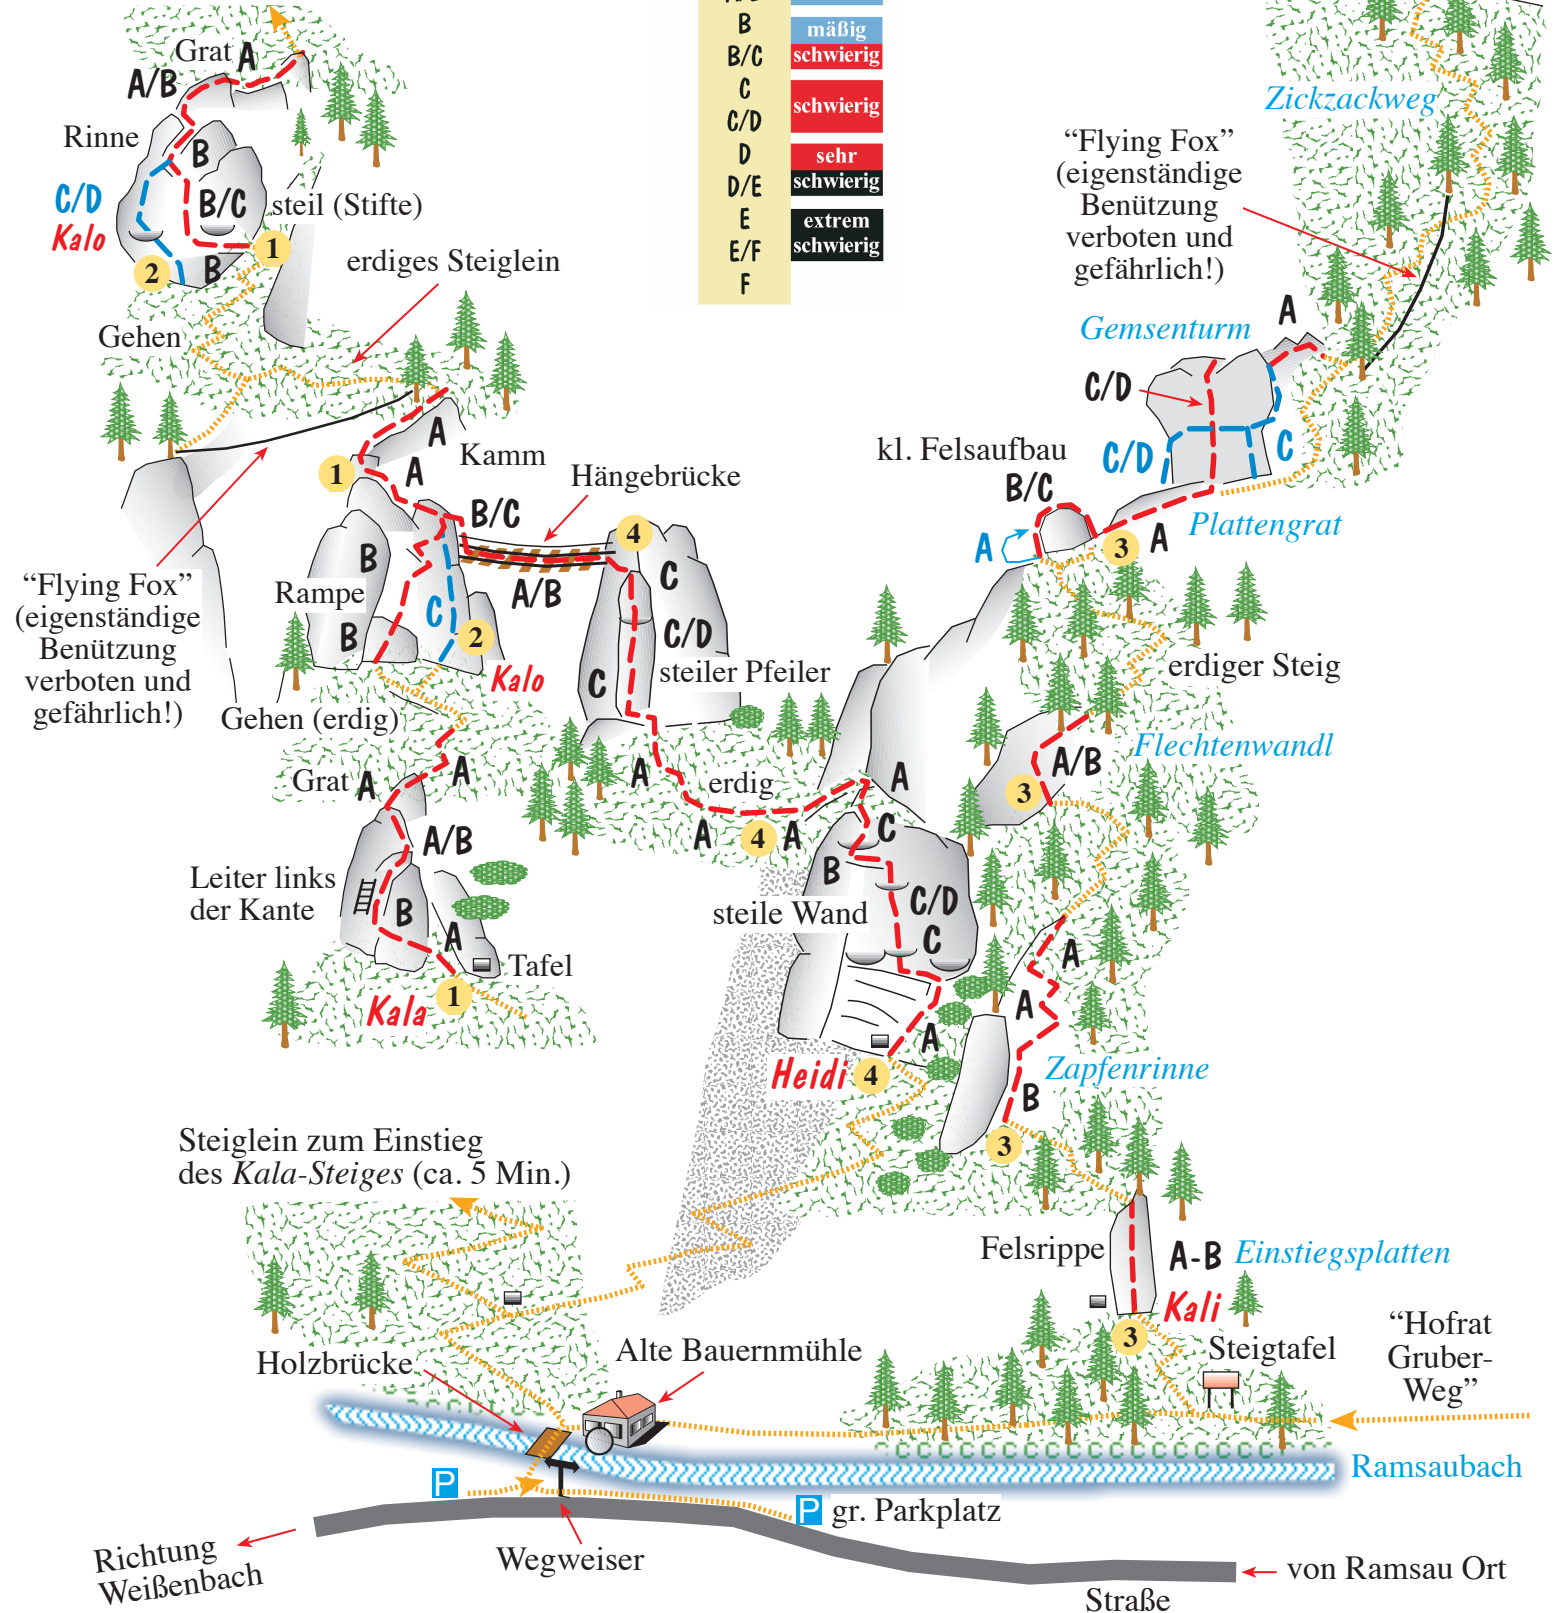 B
mäßig
B/C
schwierig
C
schwierig
C/D
D
sehr
D/E
schwierig
E
extrem
schwierig
E/F
F
Grat
A
A/B
Rinne
B
C/D
Kalo
B/C
steil (Stifte)
1
2
B
erdiges Steiglein
Gehen
A
Kamm
1
A
Hängebrücke
B/C
4
A/B
C
B
Rampe
B
C
2
Kalo
C/D
steiler Pfeiler
C
“Flying Fox”
(eigenständige
Benützung
verboten und
gefährlich!)
Gehen (erdig)
Grat
A
A
A/B
Leiter links
der Kante
B
A
Tafel
Kala
1
A
erdig
A
4
A
A
C
B
C/D
steile Wand
C
A
Heidi
4
Zickzackweg
“Flying Fox”
(eigenständige
Benützung
verboten und
gefährlich!)
Gemsenturm
A
C/D
kl. Felsaufbau
C/D
C
B/C
Plattengrat
A
3
A
erdiger Steig
Flechtenwandl
A/B
3
A
A
Zapfenrinne
B
3
Felsrippe
A-B
Einstiegsplatten
Kali
3
Steigtafel
“Hofrat
Gruber-
Weg”
Steiglein zum Einstieg
des Kala-Steiges (ca. 5 Min.)
Holzbrücke
Alte Bauernmühle
Ramsaubach
P
P
gr. Parkplatz
Wegweiser
Richtung
Weißenbach
von Ramsau Ort
Straße